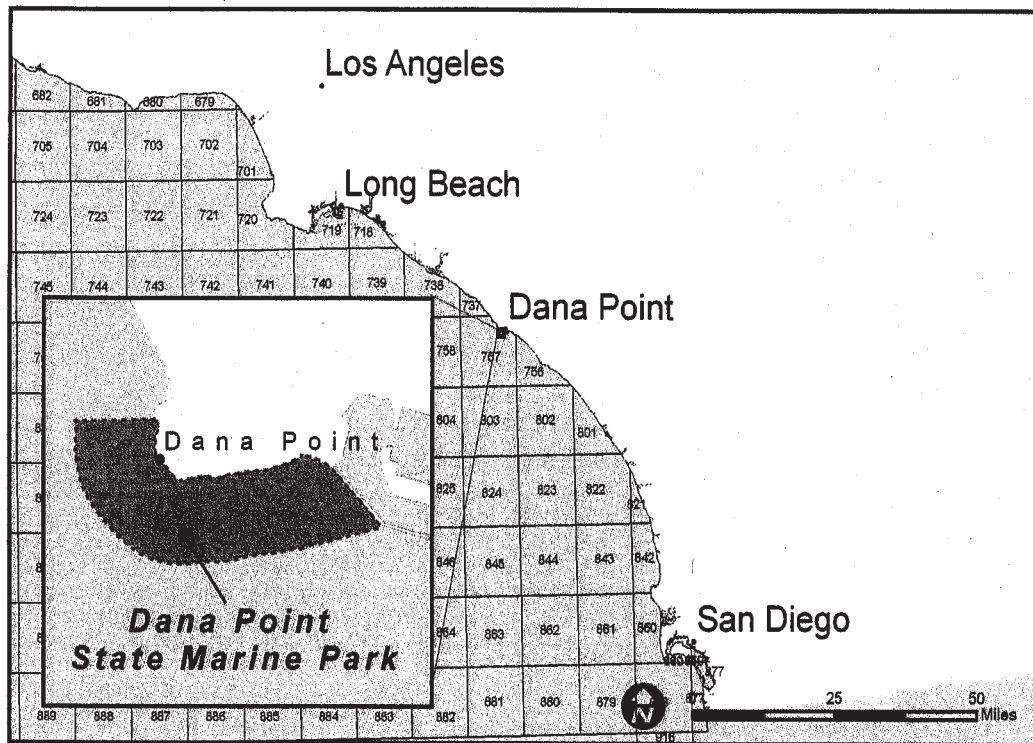 Los Angeles
682 681 680 679
705 704 703 702
701
Long Beach
724 723 722 721 720 719 718
745 744 743 742 741 740 739 738
737
Dana Point
758 757 756
804 803 802 801
Dana Point
825 824 823 822 821
846 845 844 843 842
Dana Point
State Marine Park
864 863 862 861 860
San Diego
877
881 880 879
N
25 50
Miles
889 888 887 886 885 884 883 882